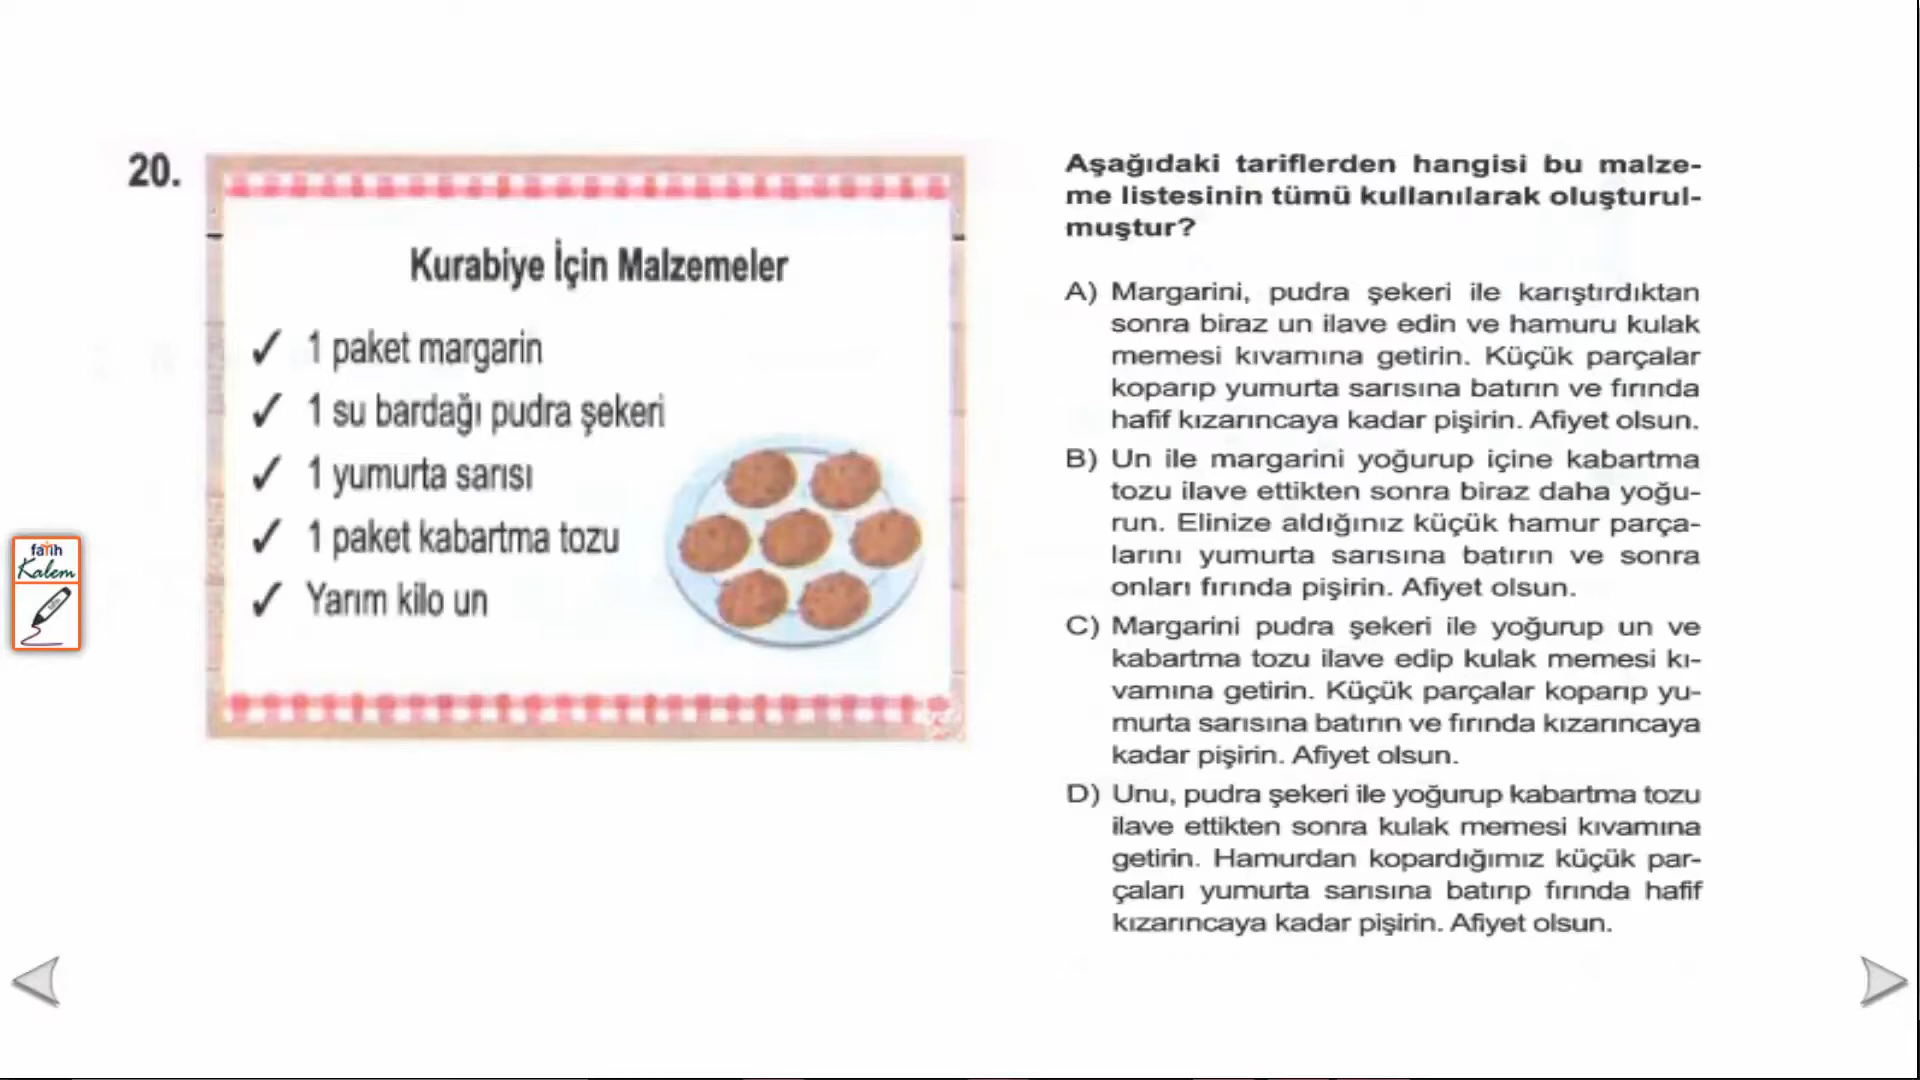 20.
Kurabiye İçin Malzemeler
✓ 1 paket margarin
✓ 1 su bardağı pudra şekeri
✓ 1 yumurta sarısı
✓ 1 paket kabartma tozu
✓ Yarım kilo un
fatih
Kalem
Aşağıdaki tariflerden hangisi bu malze-
me listesinin tümü kullanılarak oluşturul-
muştur?
A) Margarini, pudra şekeri ile karıştırdıktan
sonra biraz un ilave edin ve hamuru kulak
memesi kıvamına getirin. Küçük parçalar
koparıp yumurta sarısına batırın ve fırında
hafif kızarıncaya kadar pişirin. Afiyet olsun.
B) Un ile margarini yoğurup içine kabartma
tozu ilave ettikten sonra biraz daha yoğu-
run. Elinize aldığınız küçük hamur parça-
larını yumurta sarısına batırın ve sonra
onları fırında pişirin. Afiyet olsun.
C) Margarini pudra şekeri ile yoğurup un ve
kabartma tozu ilave edip kulak memesi kı-
vamına getirin. Küçük parçalar koparıp yu-
murta sarısına batırın ve fırında kızarıncaya
kadar pişirin. Afiyet olsun.
D) Unu, pudra şekeri ile yoğurup kabartma tozu
ilave ettikten sonra kulak memesi kıvamına
getirin. Hamurdan kopardığımız küçük par-
çaları yumurta sarısına batırıp fırında hafif
kızarıncaya kadar pişirin. Afiyet olsun.